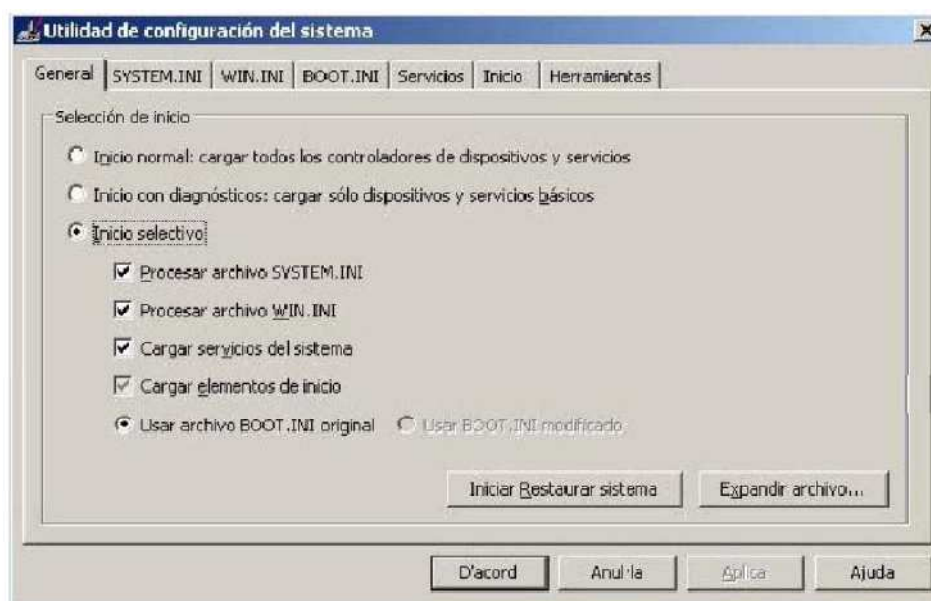 Utilidad de configuración del sistema
General SYSTEM.INI WIN.INI BOOT.INI Servicios Inicio Herramientas
Selección de inicio
Inicio normal: cargar todos los controladores de dispositivos y servicios
Inicio con diagnósticos: cargar sólo dispositivos y servicios básicos
Inicio selectivo
Procesar archivo SYSTEM.INI
Procesar archivo WIN.INI
Cargar servicios del sistema
Cargar elementos de inicio
Usar archivo BOOT.INI original Usar BOOT.INI modificado
Iniciar Restaurar sistema Expandir archivo...
D'acord Anul·la Aplica Ajuda